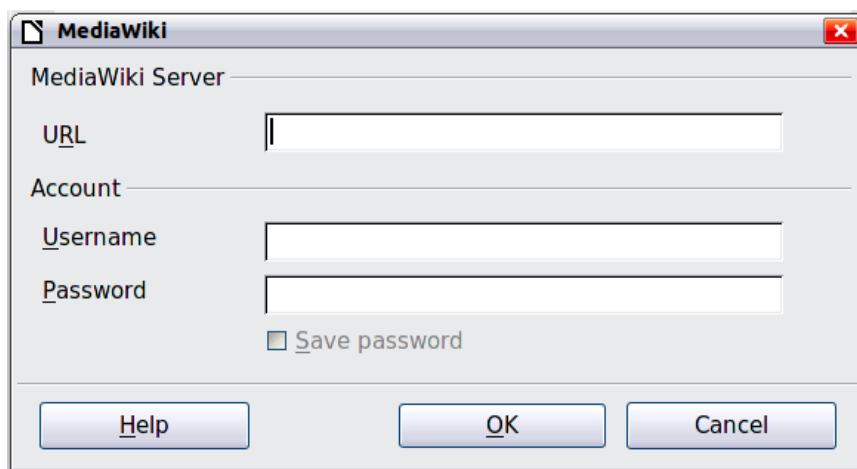 MediaWiki
MediaWiki Server
URL
Account
Username
Password
Save password
Help OK Cancel